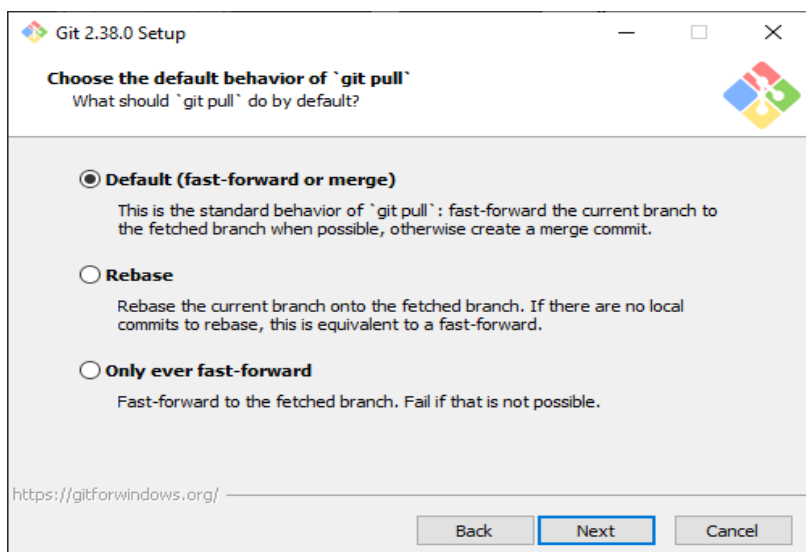 Git 2.38.0 Setup
Choose the default behavior of `git pull`
What should `git pull` do by default?
Default (fast-forward or merge)
This is the standard behavior of `git pull`: fast-forward the current branch to
the fetched branch when possible, otherwise create a merge commit.
Rebase
Rebase the current branch onto the fetched branch. If there are no local
commits to rebase, this is equivalent to a fast-forward.
Only ever fast-forward
Fast-forward to the fetched branch. Fail if that is not possible.
https://gitforwindows.org/
Back
Next
Cancel